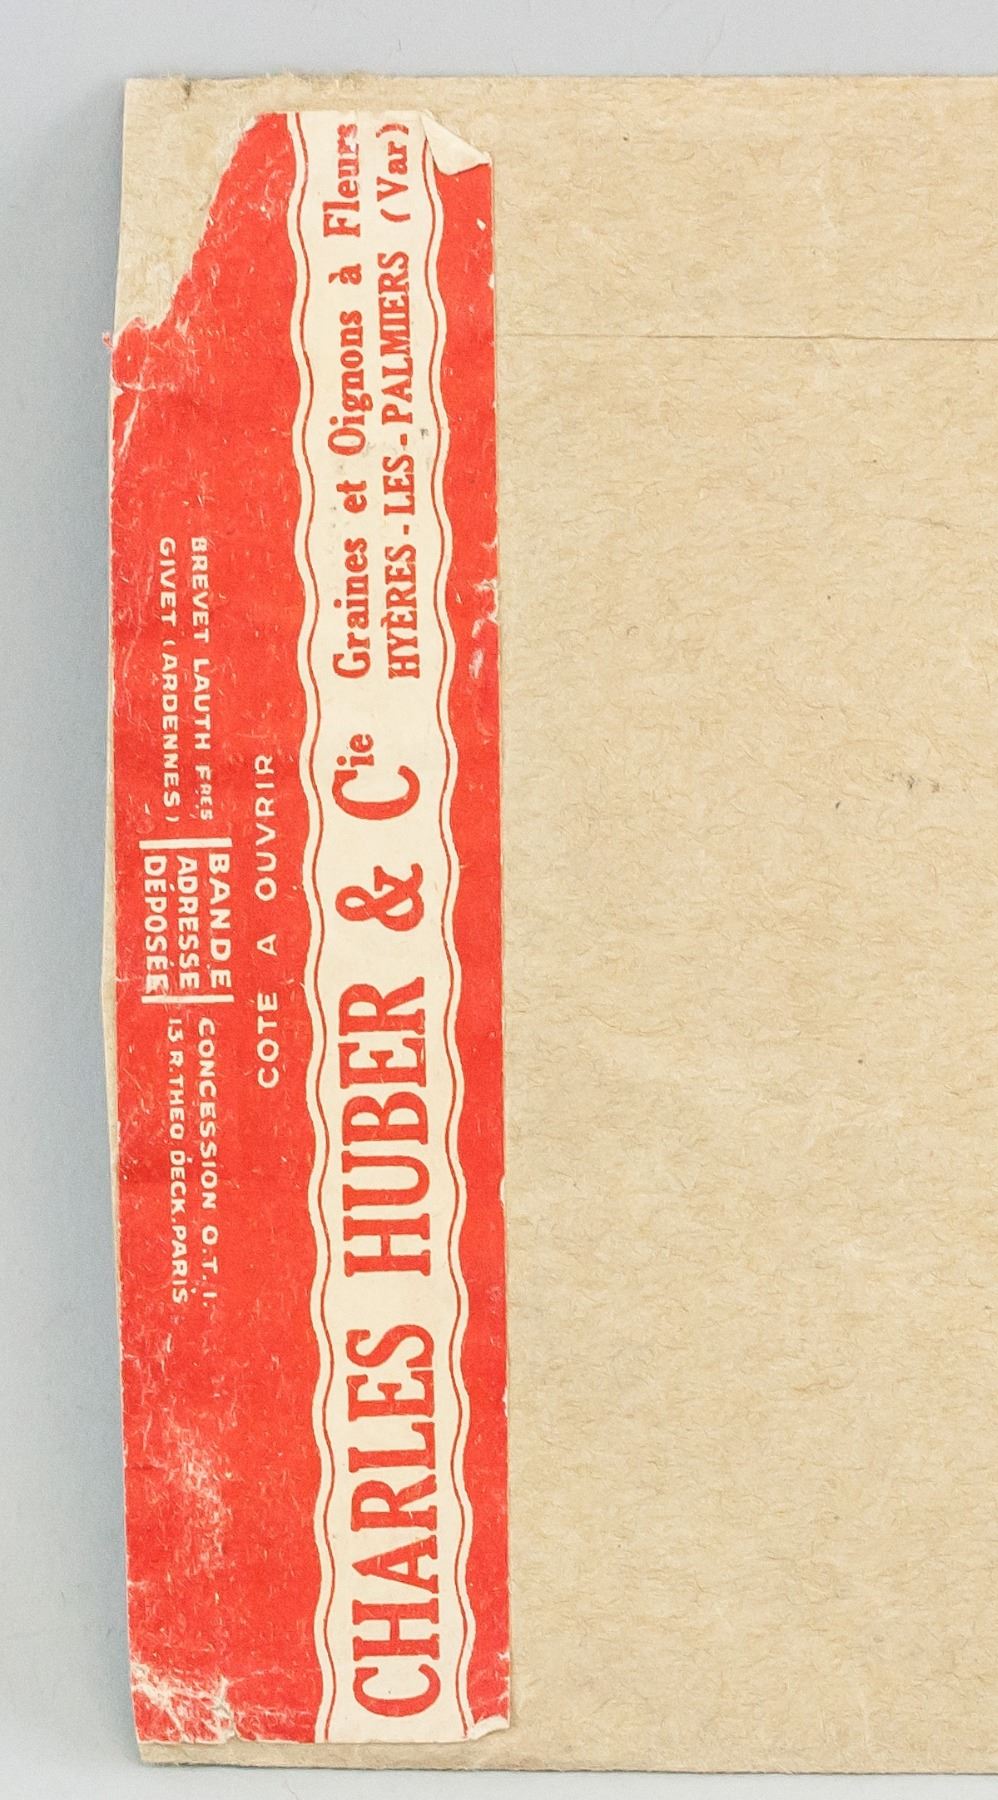 CHARLES HUBER & Cie
Graines et Oignons à Fleurs
HYÈRES-LES-PALMIERS (Var)
COTE A OUVRIR
BREVET LAUTH FRES
GIVET (ARDENNES)
BANDE
ADRESSE
DÉPOSÉE
CONCESSION O.T.I.
13 R.THEO DECK.PARIS